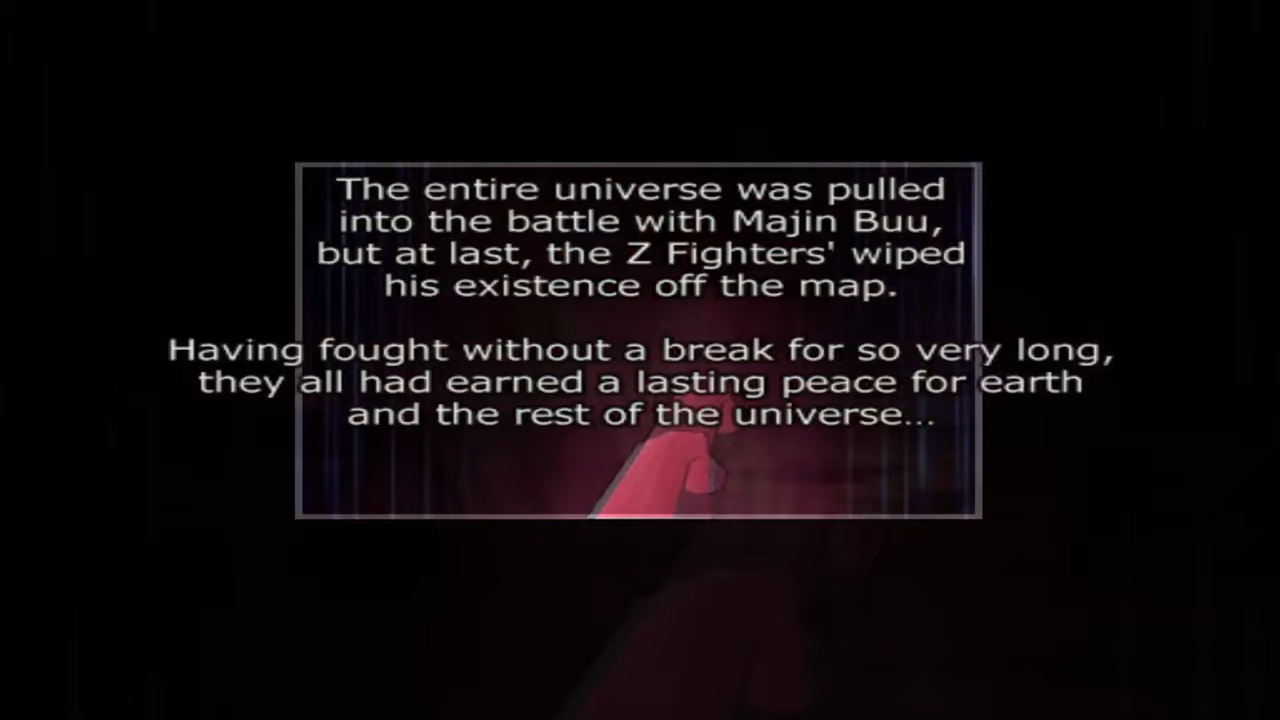 The entire universe was pulled
into the battle with Majin Buu,
but at last, the Z Fighters' wiped
his existence off the map.
Having fought without a break for so very long,
they all had earned a lasting peace for earth
and the rest of the universe...